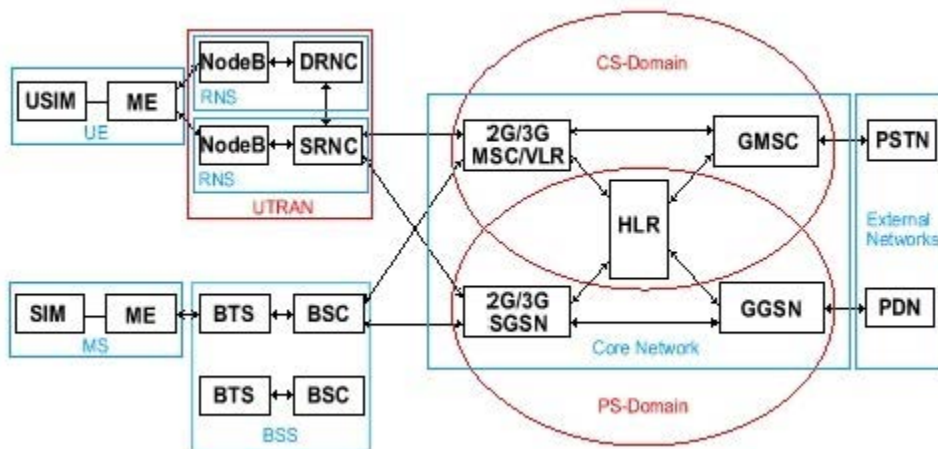 CS-Domain
NodeB
DRNC
RNS
USIM
ME
UE
NodeB
SRNC
RNS
UTRAN
2G/3G
MSC/VLR
GMSC
PSTN
HLR
External
Networks
SIM
ME
MS
BTS
BSC
BTS
BSC
BSS
2G/3G
SGSN
GGSN
PDN
Core Network
PS-Domain